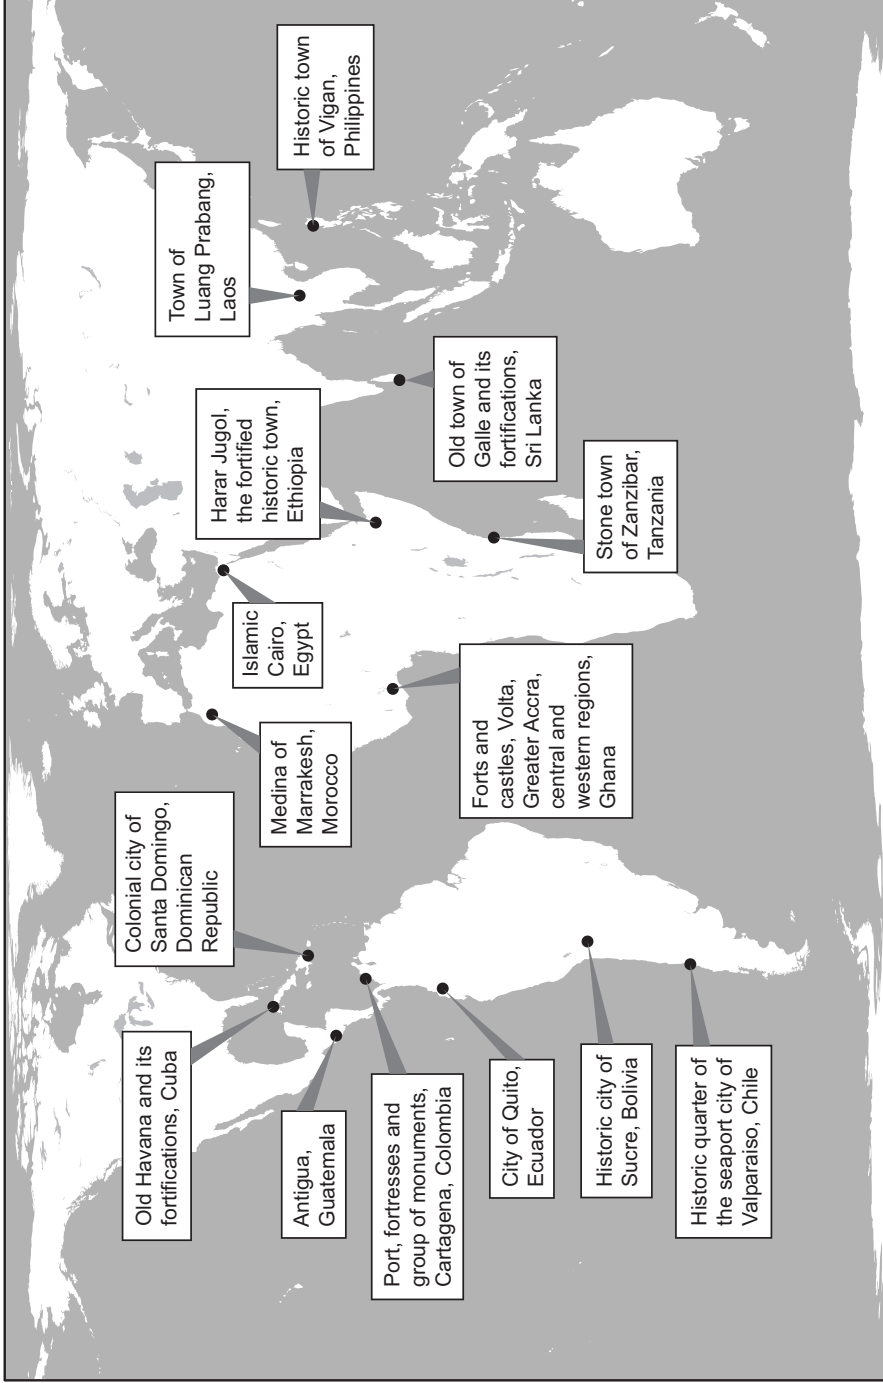 Old Havana and its
fortifications, Cuba
Colonial city of
Santa Domingo,
Dominican
Republic
Antigua,
Guatemala
Port, fortresses and
group of monuments,
Cartagena, Colombia
City of Quito,
Ecuador
Historic city of
Sucre, Bolivia
Historic quarter of
the seaport city of
Valparaiso, Chile
Medina of
Marrakesh,
Morocco
Islamic
Cairo,
Egypt
Forts and
castles, Volta,
Greater Accra,
central and
western regions,
Ghana
Harar Jugol,
the fortified
historic town,
Ethiopia
Stone town
of Zanzibar,
Tanzania
Old town of
Galle and its
fortifications,
Sri Lanka
Town of
Luang Prabang,
Laos
Historic town
of Vigan,
Philippines